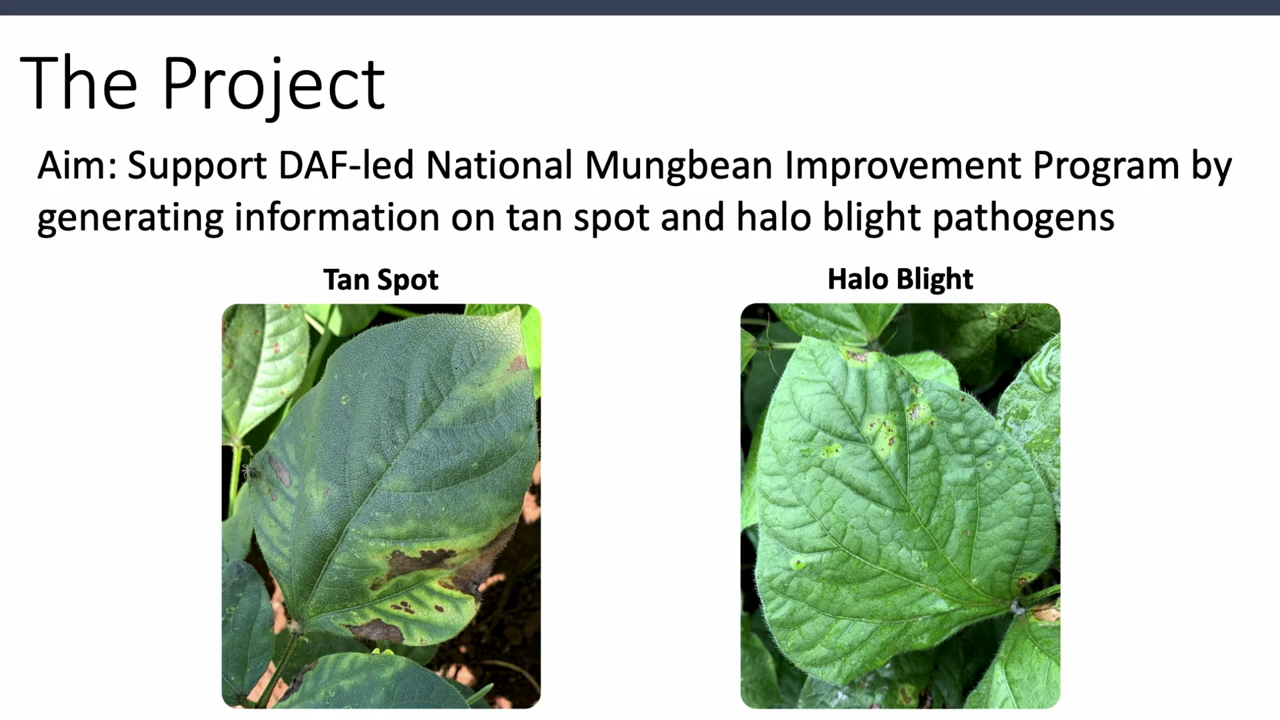 The Project
Aim: Support DAF-led National Mungbean Improvement Program by
generating information on tan spot and halo blight pathogens
Tan Spot
Halo Blight